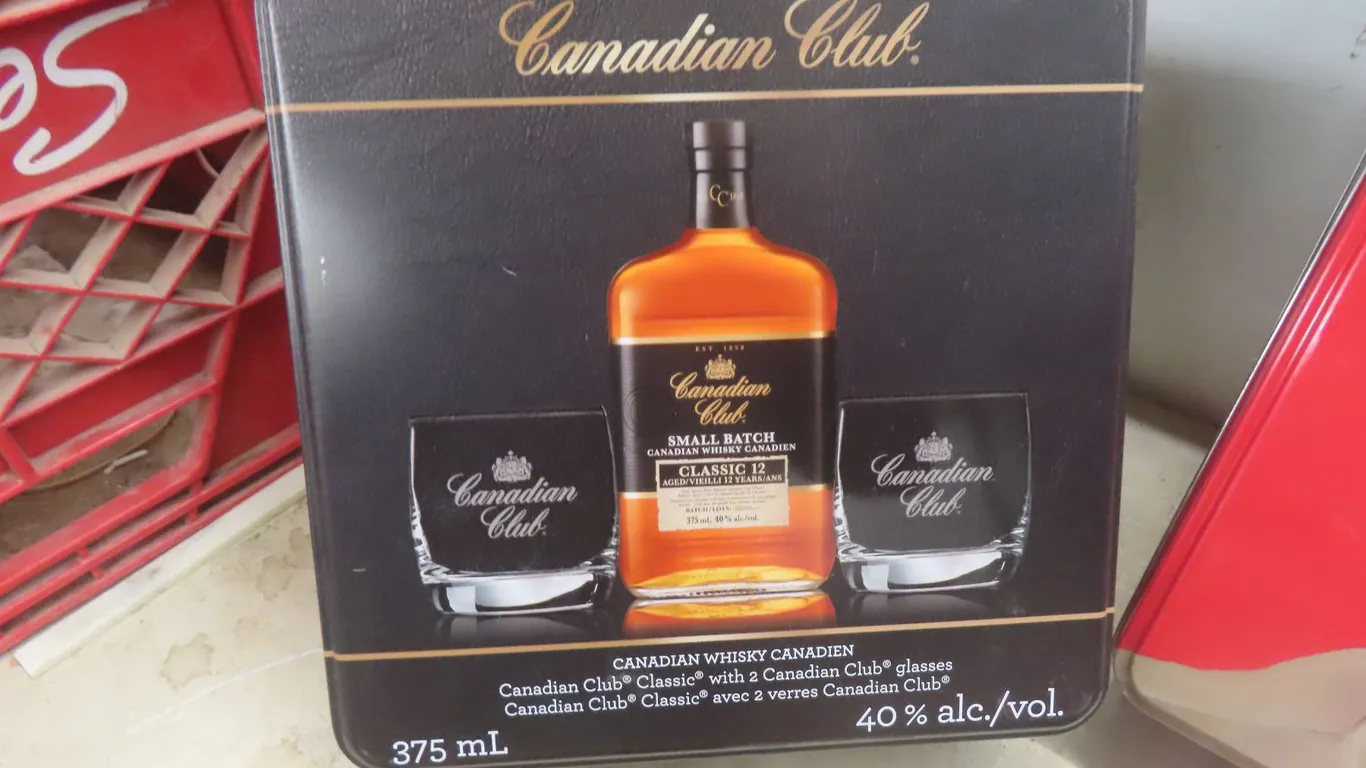 Se
Canadian Club®
CC
EST. 1858
Canadian
Club®
SMALL BATCH
CANADIAN WHISKY CANADIEN
CLASSIC 12
AGED/VIEILLI 12 YEARS/ANS
BATCH/LOT:
375 mL 40 % alc./vol.
Canadian
Club®
Canadian
Club®
CANADIAN WHISKY CANADIEN
Canadian Club® Classic® with 2 Canadian Club® glasses
Canadian Club® Classic® avec 2 verres Canadian Club®
40 % alc./vol.
375 mL